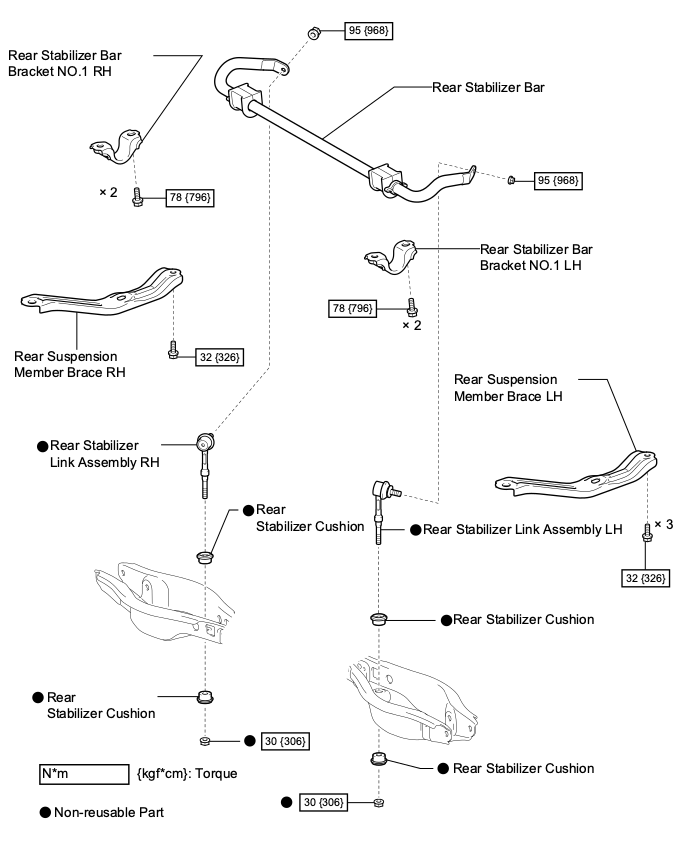 95 {968}
Rear Stabilizer Bar
Bracket NO.1 RH
Rear Stabilizer Bar
× 2
78 {796}
95 {968}
Rear Stabilizer Bar
Bracket NO.1 LH
78 {796}
× 2
32 {326}
Rear Suspension
Member Brace RH
Rear Suspension
Member Brace LH
Rear Stabilizer
Link Assembly RH
Rear
Stabilizer Cushion
Rear Stabilizer Link Assembly LH
× 3
32 {326}
Rear Stabilizer Cushion
Rear
Stabilizer Cushion
30 {306}
N*m {kgf*cm}: Torque
Rear Stabilizer Cushion
30 {306}
Non-reusable Part